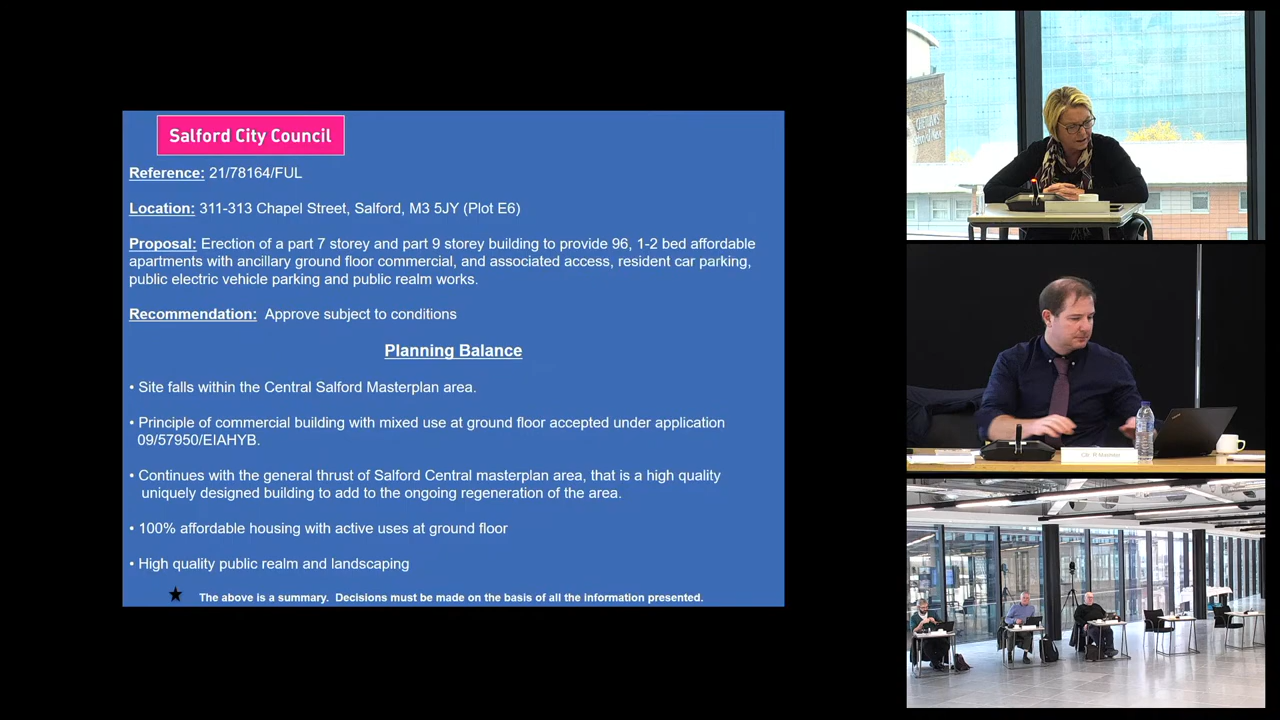 Salford City Council
Reference: 21/78164/FUL
Location: 311-313 Chapel Street, Salford, M3 5JY (Plot E6)
Proposal: Erection of a part 7 storey and part 9 storey building to provide 96, 1-2 bed affordable
apartments with ancillary ground floor commercial, and associated access, resident car parking,
public electric vehicle parking and public realm works.
Recommendation: Approve subject to conditions
Planning Balance
• Site falls within the Central Salford Masterplan area.
• Principle of commercial building with mixed use at ground floor accepted under application
09/57950/EIAHYB.
• Continues with the general thrust of Salford Central masterplan area, that is a high quality
uniquely designed building to add to the ongoing regeneration of the area.
• 100% affordable housing with active uses at ground floor
• High quality public realm and landscaping
★ The above is a summary. Decisions must be made on the basis of all the information presented.